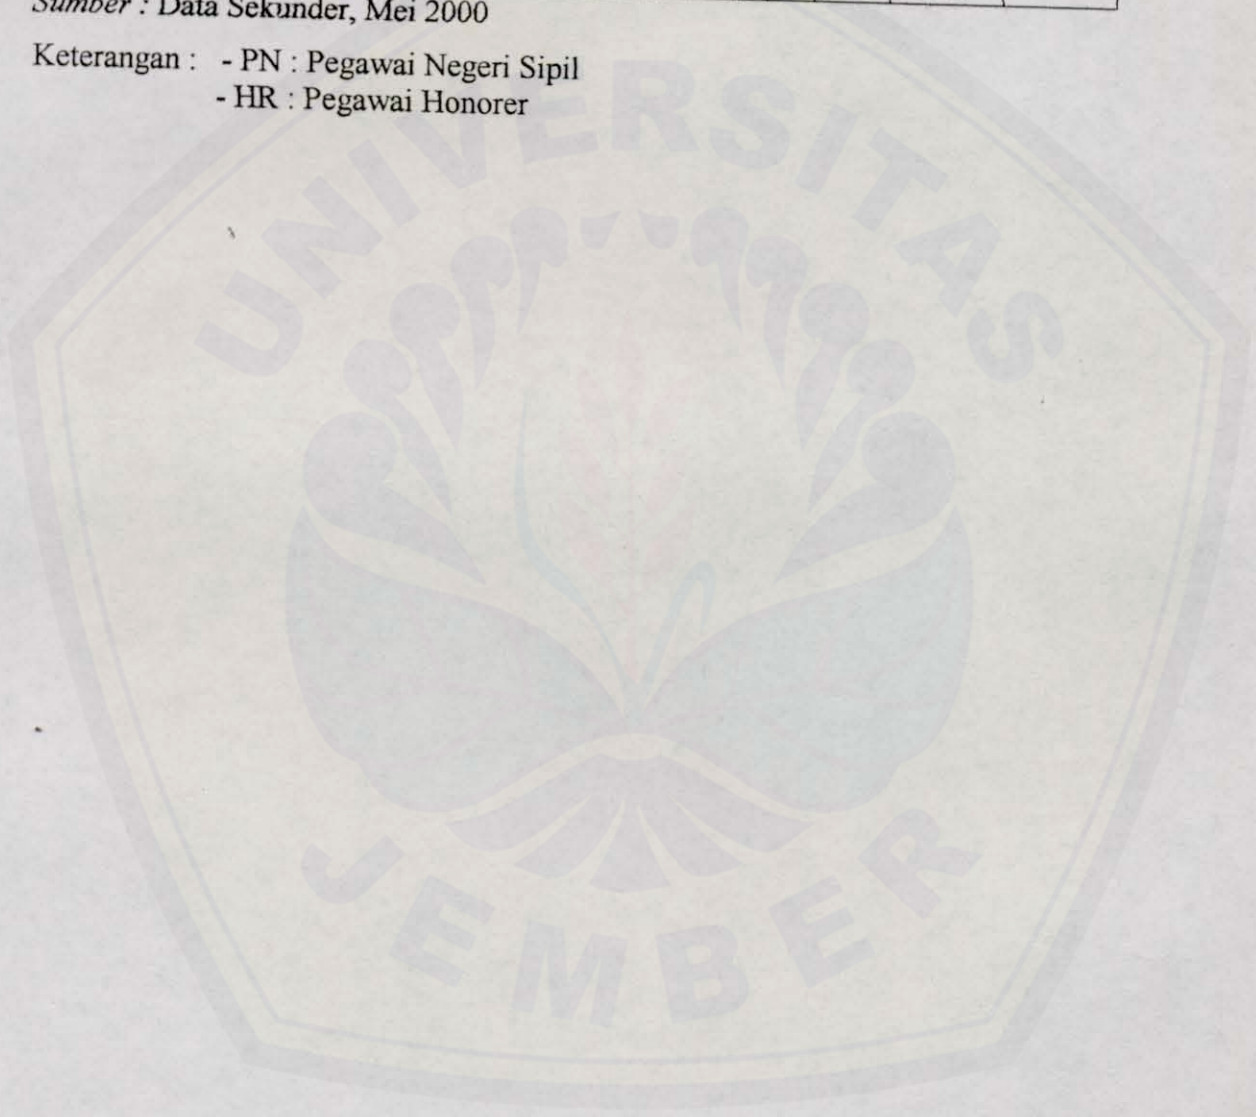 Sumber : Data Sekunder, Mei 2000
Keterangan : - PN : Pegawai Negeri Sipil
- HR : Pegawai Honorer
UNIVERSITAS
JEMBER